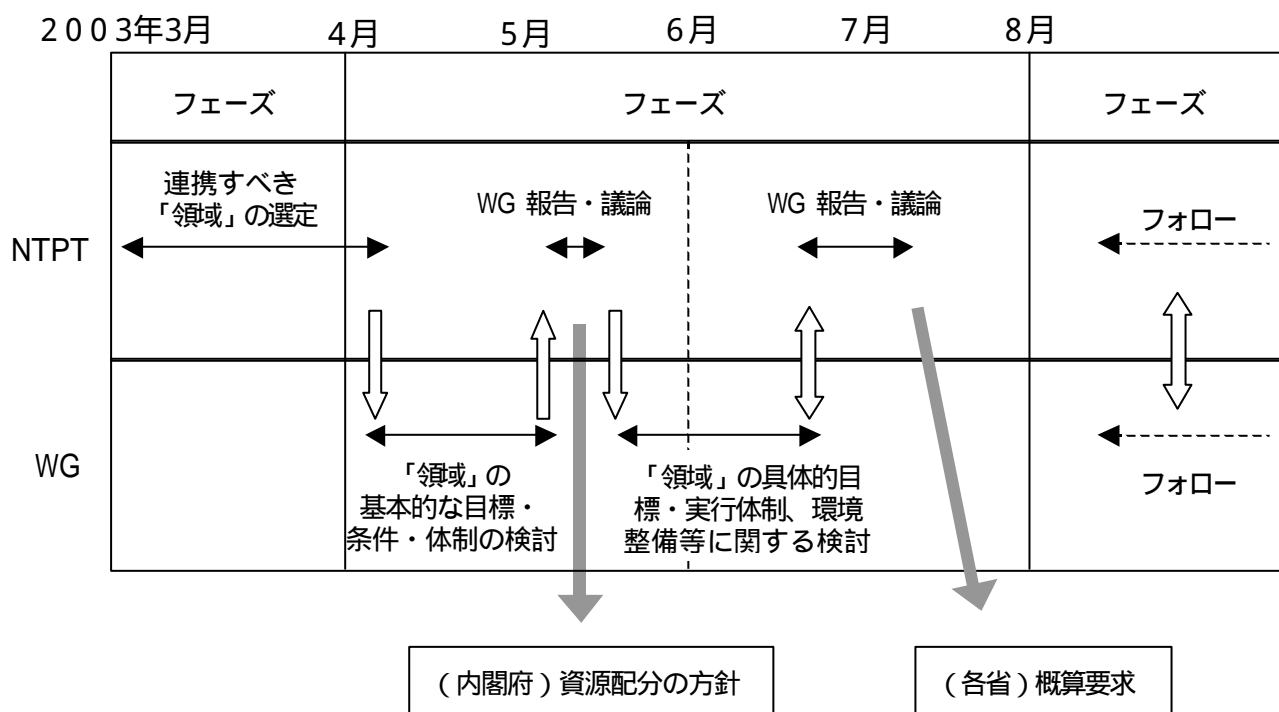 2003年3月
4月
5月
6月
7月
8月
フェーズ
フェーズ
フェーズ
NTPT
連携すべき
「領域」の選定
WG 報告・議論
WG 報告・議論
フォロー
WG
「領域」の
基本的な目標・
条件・体制の検討
「領域」の具体的目
標・実行体制、環境
整備等に関する検討
フォロー
(内閣府)資源配分の方針
(各省)概算要求